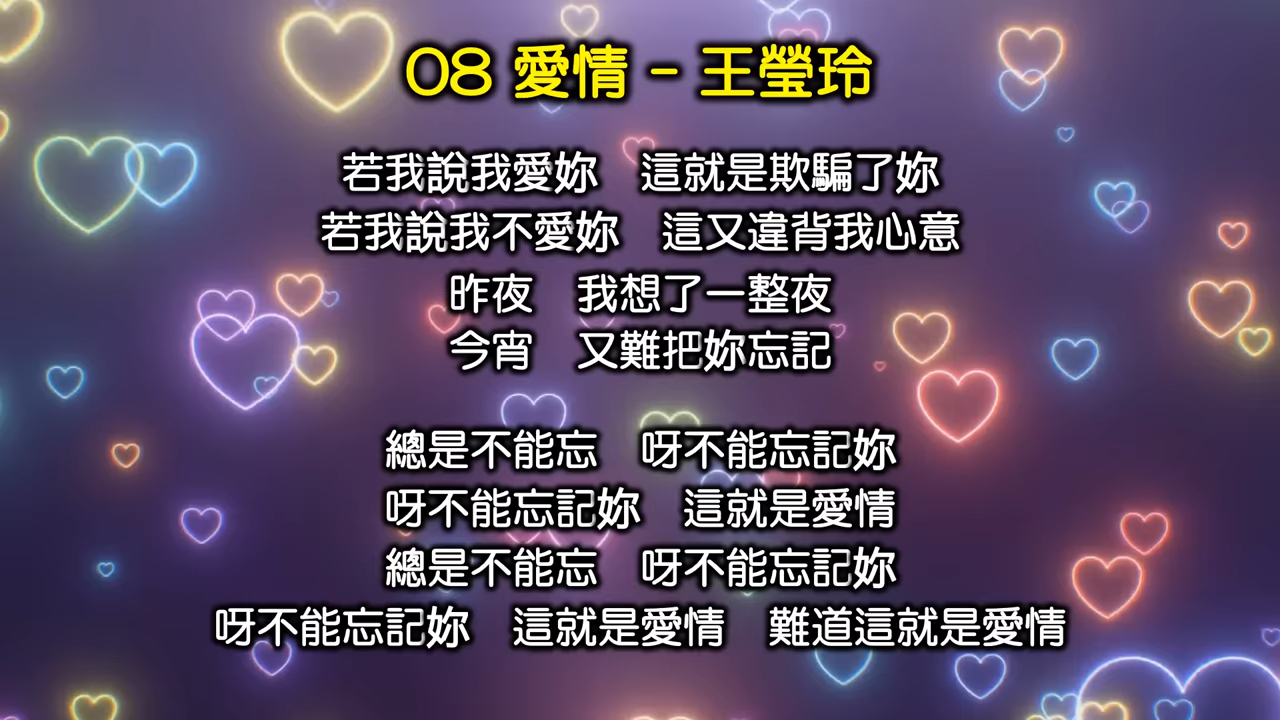 08 愛情 - 王瑩玲
若我說我愛妳　這就是欺騙了妳
若我說我不愛妳　這又違背我心意
昨夜　我想了一整夜
今宵　又難把妳忘記
總是不能忘　呀不能忘記妳
呀不能忘記妳　這就是愛情
總是不能忘　呀不能忘記妳
呀不能忘記妳　這就是愛情　難道這就是愛情